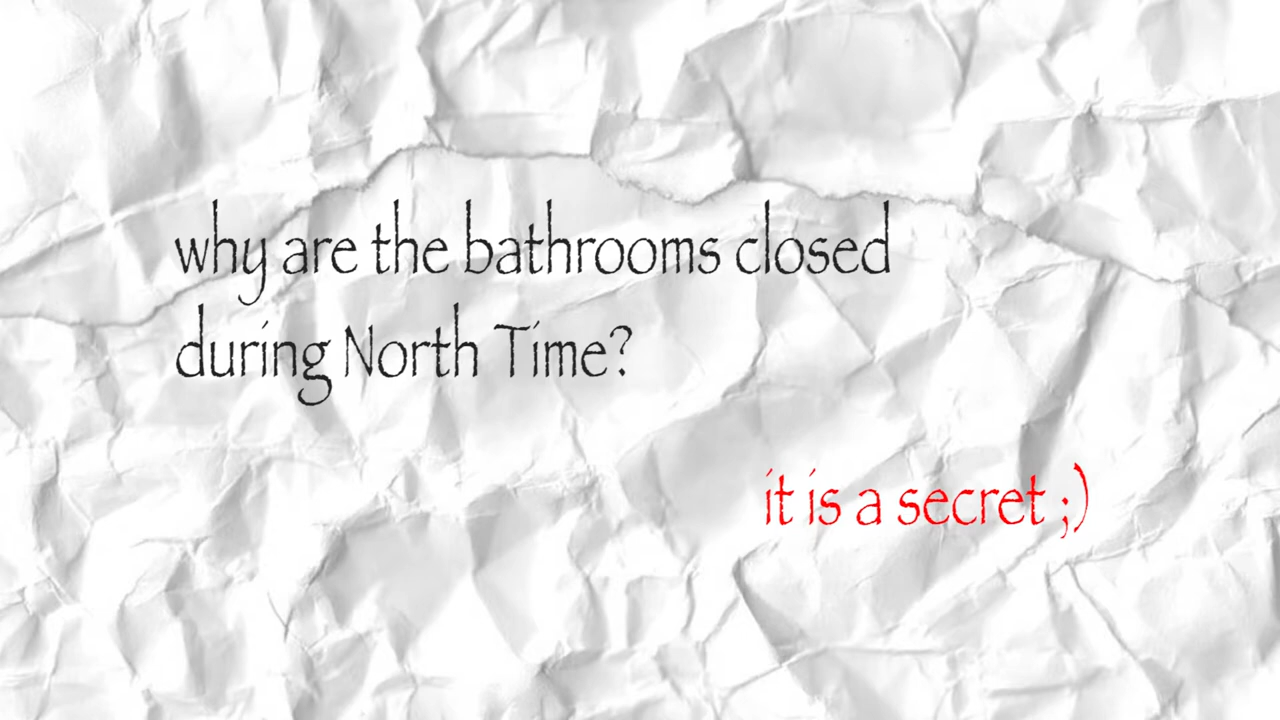 why are the bathrooms closed
during North Time?
it is a secret ;)